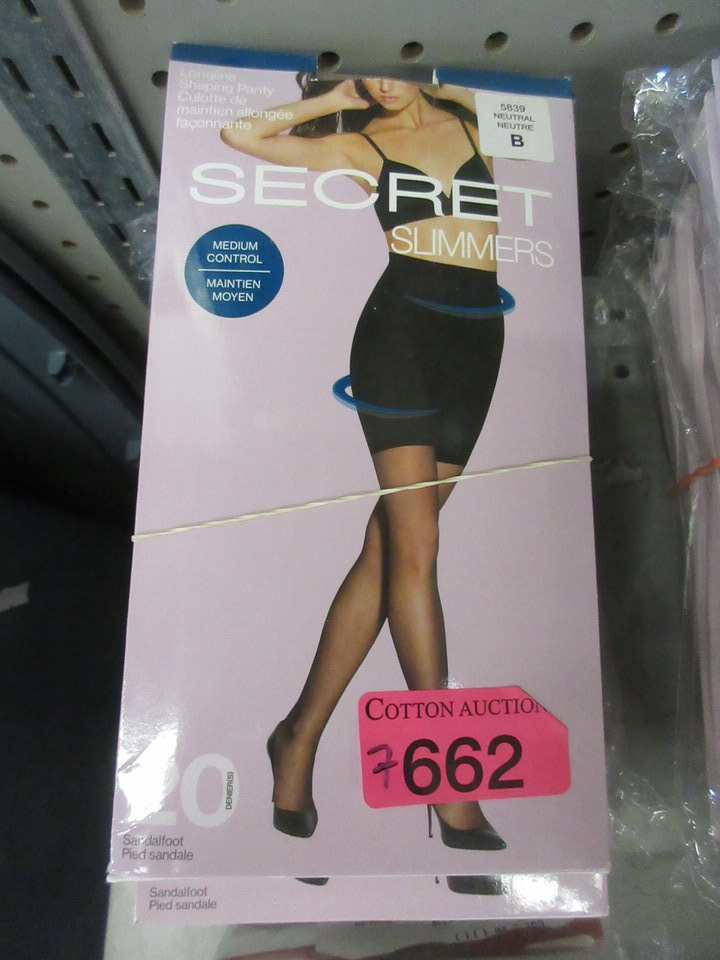 Longline
Shaping Panty
Culotte de
maintien allongée
façonnante
5839
NEUTRAL
NEUTRE
B
SECRET
SLIMMERS
MEDIUM
CONTROL
MAINTIEN
MOYEN
COTTON AUCTION
7662
20
DENIER(S)
Sandalfoot
Pied sandale
Sandalfoot
Pied sandale